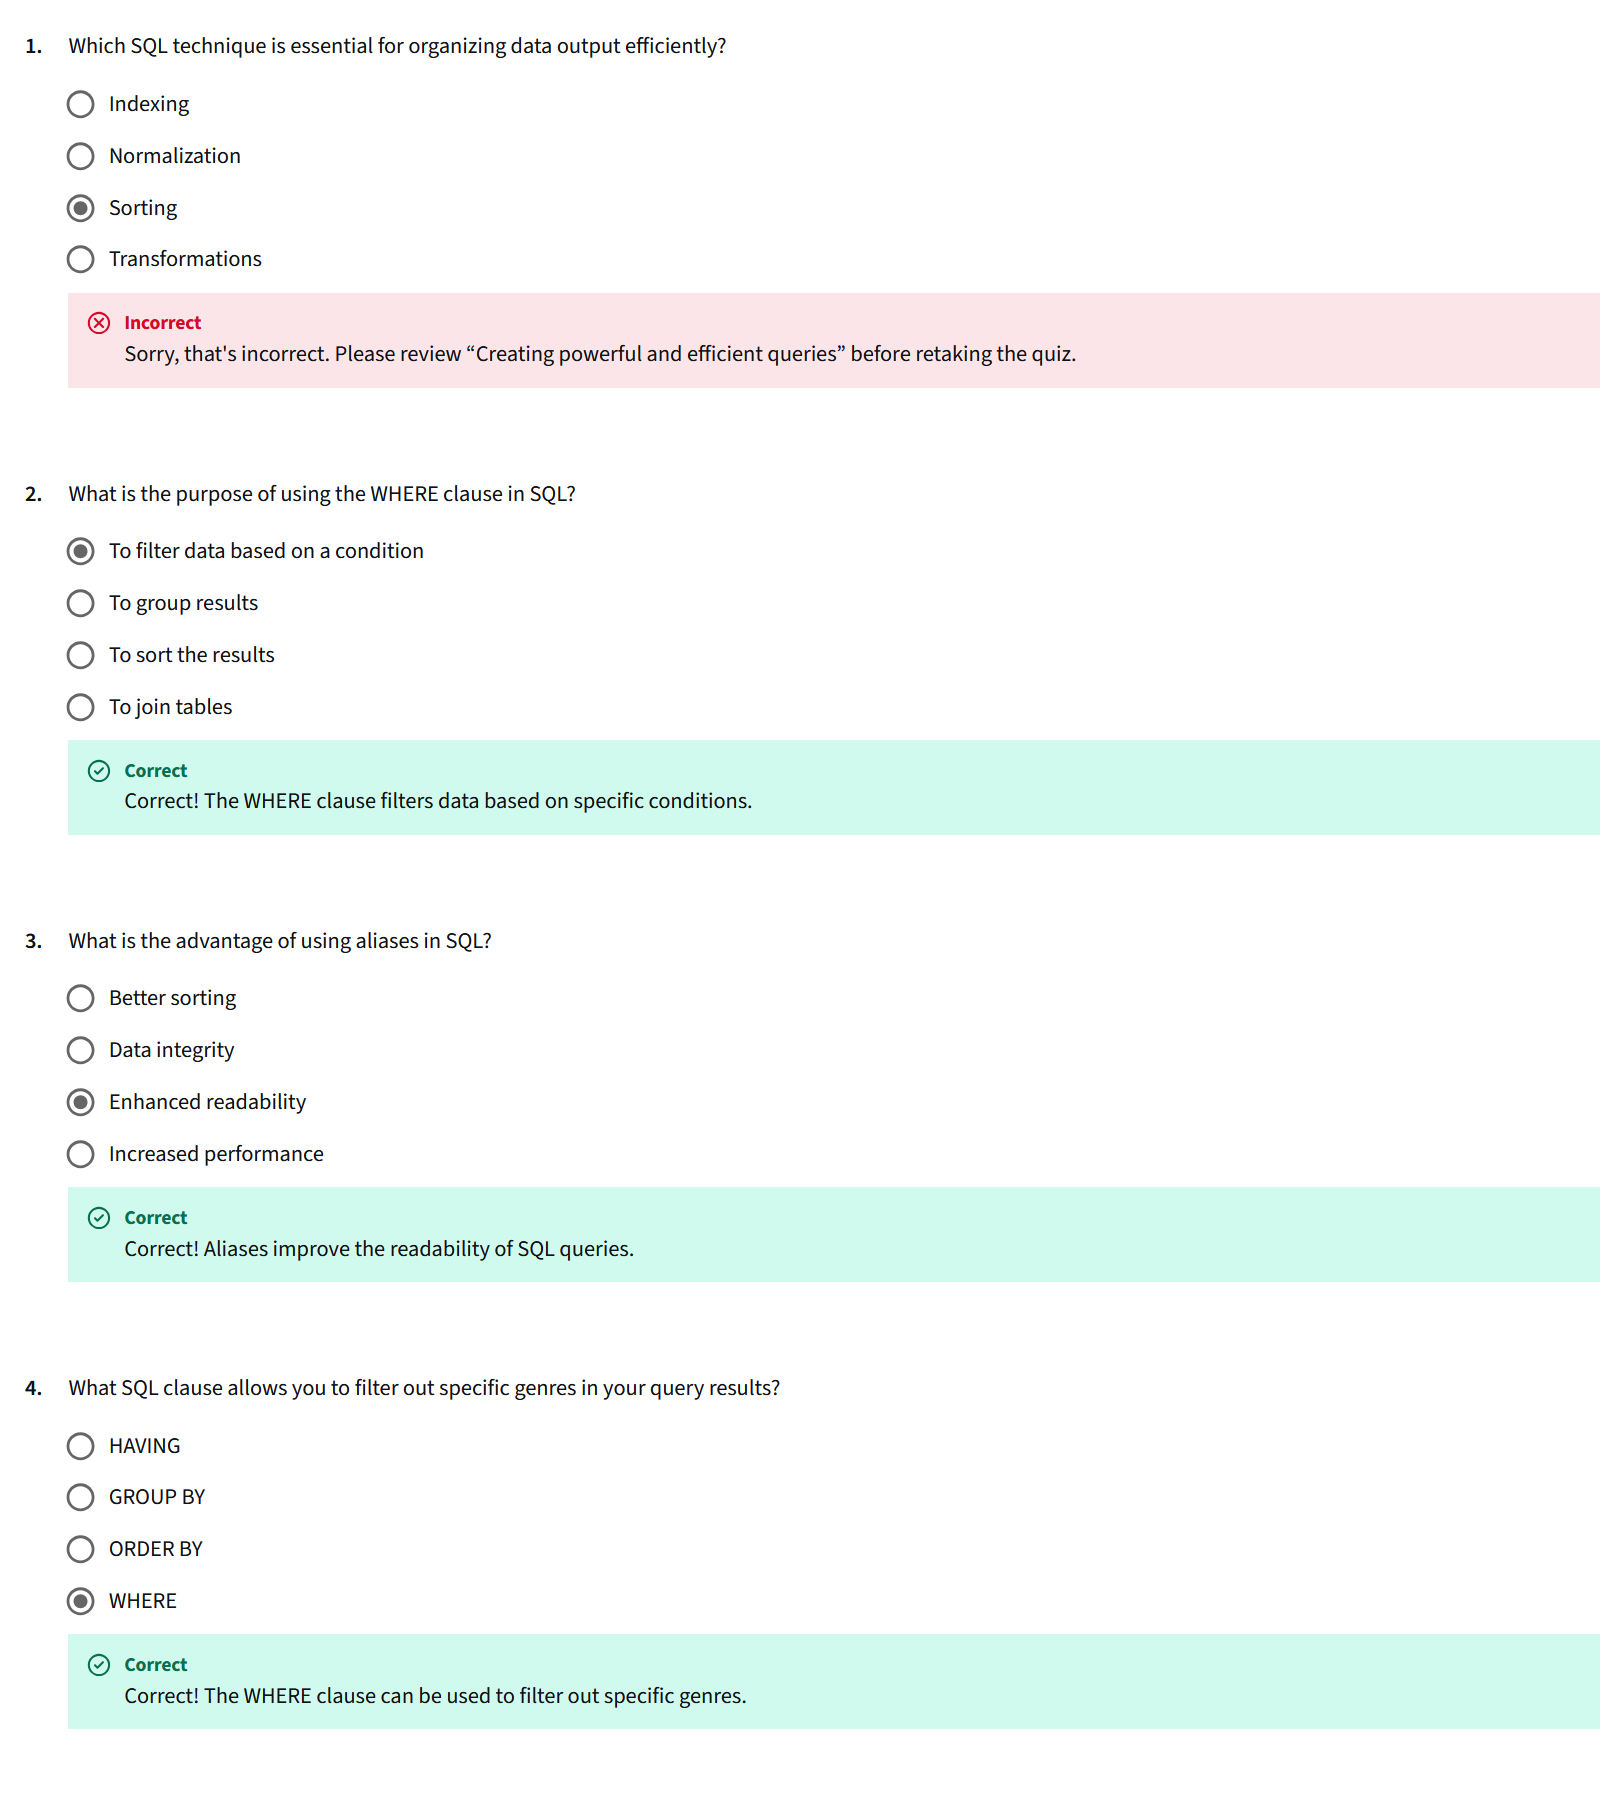 1. Which SQL technique is essential for organizing data output efficiently?
Indexing
Normalization
Sorting
Transformations
Incorrect
Sorry, that's incorrect. Please review “Creating powerful and efficient queries” before retaking the quiz.
2. What is the purpose of using the WHERE clause in SQL?
To filter data based on a condition
To group results
To sort the results
To join tables
Correct
Correct! The WHERE clause filters data based on specific conditions.
3. What is the advantage of using aliases in SQL?
Better sorting
Data integrity
Enhanced readability
Increased performance
Correct
Correct! Aliases improve the readability of SQL queries.
4. What SQL clause allows you to filter out specific genres in your query results?
HAVING
GROUP BY
ORDER BY
WHERE
Correct
Correct! The WHERE clause can be used to filter out specific genres.